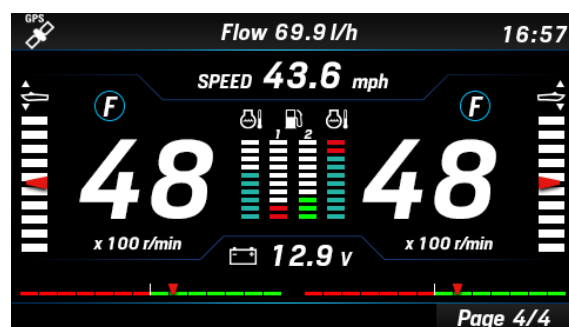 GPS
Flow 69.9 l/h
16:57
SPEED 43.6 mph
F
F
1 2
48
48
x 100 r/min
x 100 r/min
12.9 V
Page 4/4